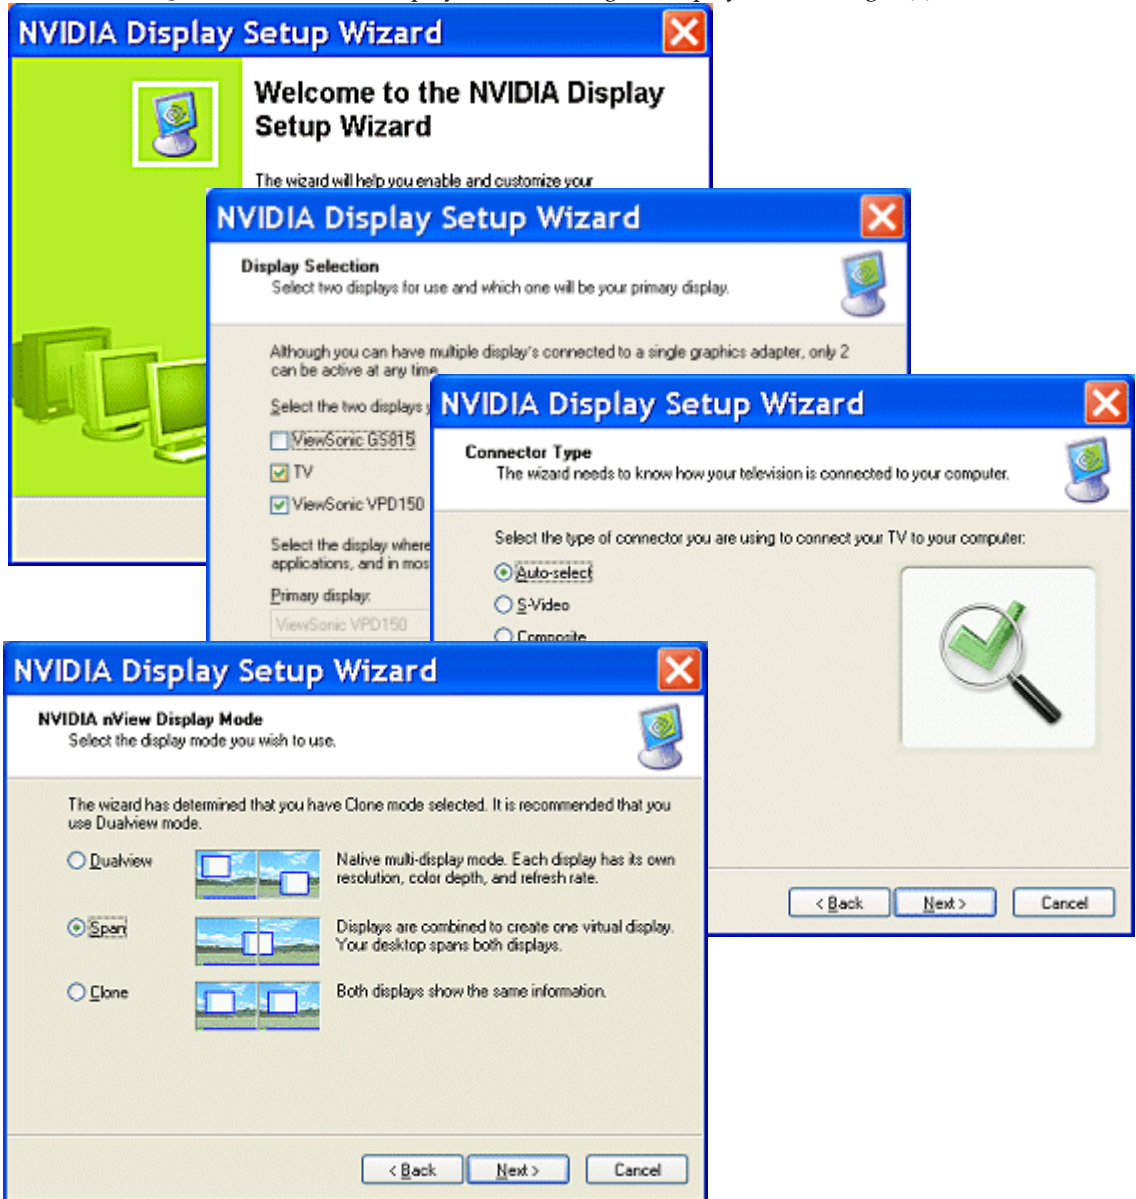 NVIDIA Display Setup Wizard
Welcome to the NVIDIA Display
Setup Wizard
The wizard will help you enable and customize your
NVIDIA Display Setup Wizard
Display Selection
Select two displays for use and which one will be your primary display.
Although you can have multiple display's connected to a single graphics adapter, only 2
can be active at any time.
Select the two displays
ViewSonic GS815
TV
ViewSonic VPD150
Select the display where
applications, and in mos
Primary display:
ViewSonic VPD150
NVIDIA Display Setup Wizard
Connector Type
The wizard needs to know how your television is connected to your computer.
Select the type of connector you are using to connect your TV to your computer:
Auto-select
S-Video
Composite
< Back
Next >
Cancel
NVIDIA Display Setup Wizard
NVIDIA nView Display Mode
Select the display mode you wish to use.
The wizard has determined that you have Clone mode selected. It is recommended that you
use Dualview mode.
Dualview
Native multi-display mode. Each display has its own
resolution, color depth, and refresh rate.
Span
Displays are combined to create one virtual display.
Your desktop spans both displays.
Clone
Both displays show the same information.
< Back
Next >
Cancel